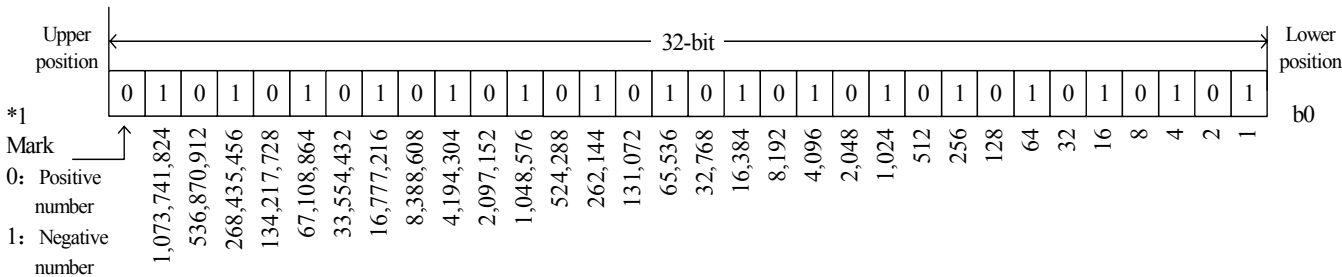 Upper
position
32-bit
Lower
position
0 1 0 1 0 1 0 1 0 1 0 1 0 1 0 1 0 1 0 1 0 1 0 1 0 1 0 1 0 1 0 1
*1
Mark
b0
0: Positive
number
1: Negative
number
1,073,741,824
536,870,912
268,435,456
134,217,728
67,108,864
33,554,432
16,777,216
8,388,608
4,194,304
2,097,152
1,048,576
524,288
262,144
131,072
65,536
32,768
16,384
8,192
4,096
2,048
1,024
512
256
128
64
32
16
8
4
2
1